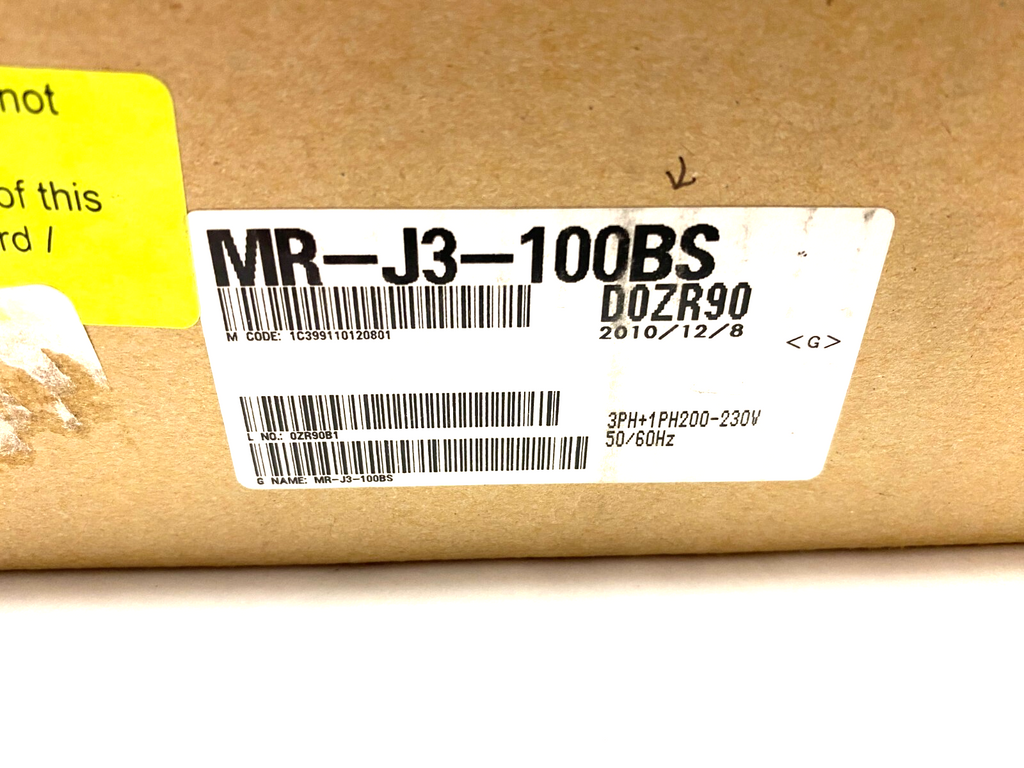 not
of this
rd /
MR-J3-100BS
D0ZR90
M CODE: 1C399110120801
2010/12/8
<G>
L NO.: 0ZR90B1
3PH+1PH200-230V
50/60Hz
G NAME: MR-J3-100BS